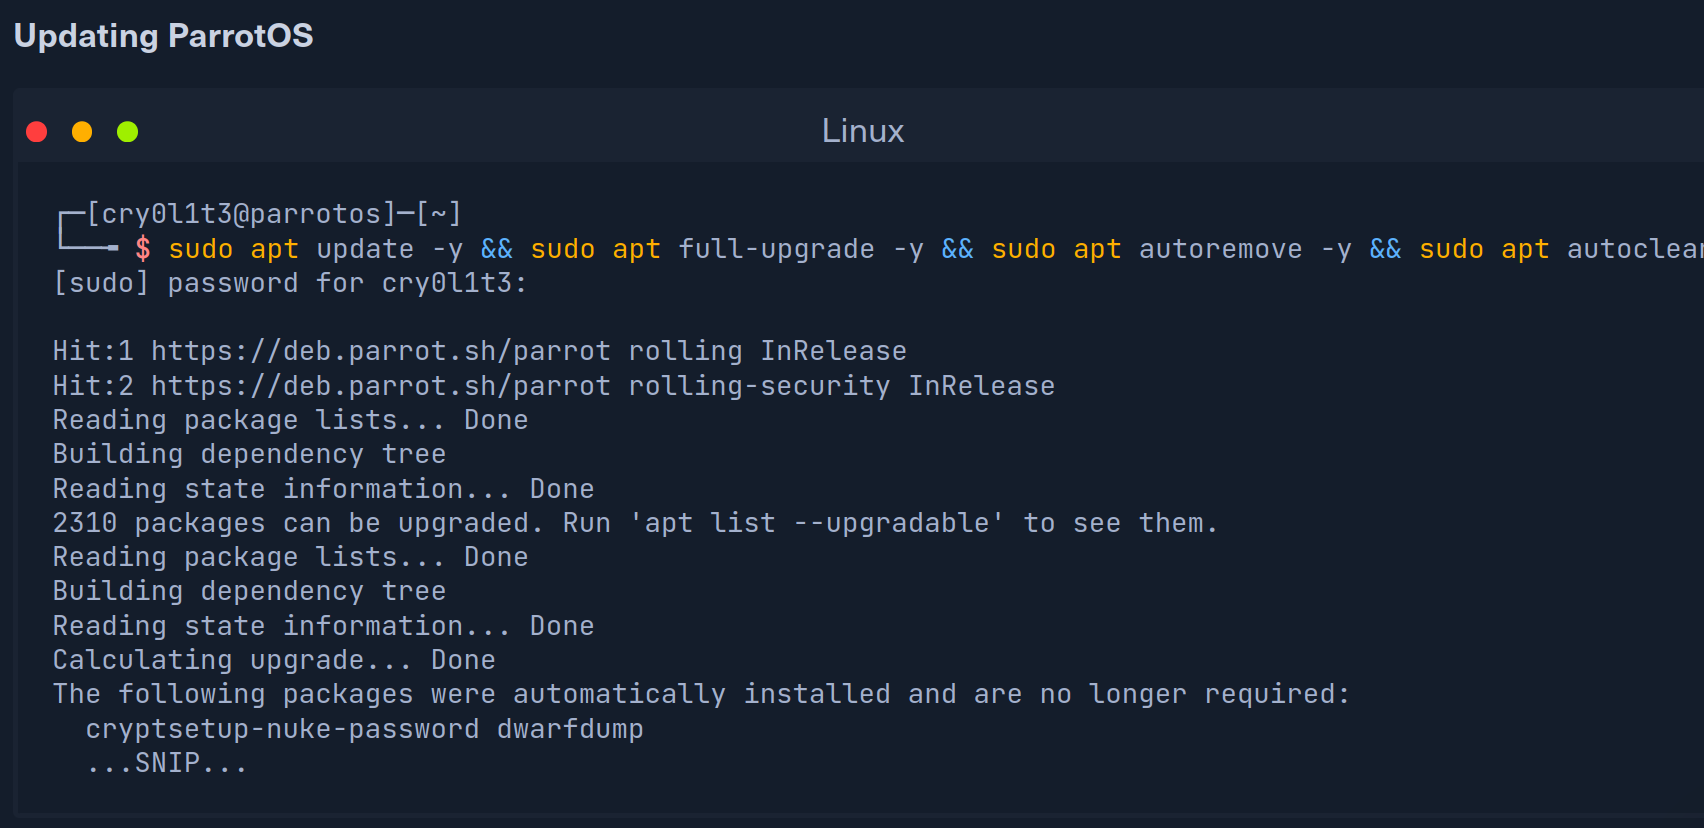 Updating ParrotOS
Linux
┌─[cry0l1t3@parrotos]─[~]
└──╼ $ sudo apt update -y && sudo apt full-upgrade -y && sudo apt autoremove -y && sudo apt autoclean
[sudo] password for cry0l1t3:
Hit:1 https://deb.parrot.sh/parrot rolling InRelease
Hit:2 https://deb.parrot.sh/parrot rolling-security InRelease
Reading package lists... Done
Building dependency tree
Reading state information... Done
2310 packages can be upgraded. Run 'apt list --upgradable' to see them.
Reading package lists... Done
Building dependency tree
Reading state information... Done
Calculating upgrade... Done
The following packages were automatically installed and are no longer required:
  cryptsetup-nuke-password dwarfdump
  ...SNIP...